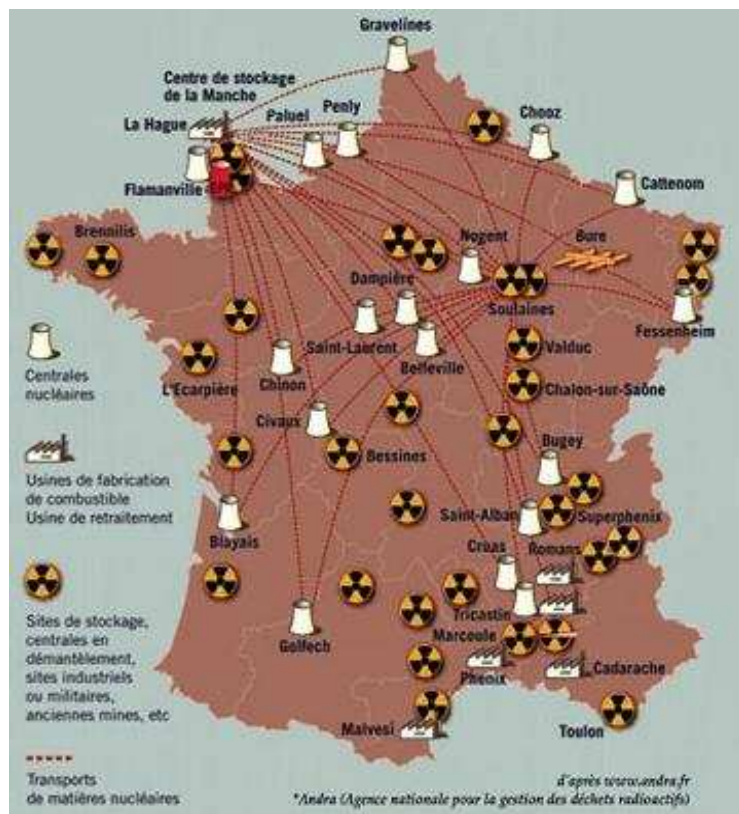 Gravelines
Centre de stockage
de la Manche
La Hague
Paluel
Penly
Chooz
Flamanville
Cattenom
Brennilis
Nogent
Bure
Dampière
Soulaines
Fessenheim
Saint-Laurent
Belleville
Valduc
Centrales
nucléaires
L'Ecarpière
Chinon
Chalon-sur-Saône
Civaux
Bugey
Bessines
Usines de fabrication
de combustible
Usine de retraitement
Saint-Alban
Superphenix
Blayais
Cruas
Romans
Sites de stockage,
centrales en
démantèlement,
sites industriels
ou militaires,
anciennes mines, etc
Tricastin
Marcoule
Golfech
Phenix
Cadarache
Malvesi
Toulon
Transports
de matières nucléaires
d'après www.andra.fr
*Andra (Agence nationale pour la gestion des déchets radioactifs)